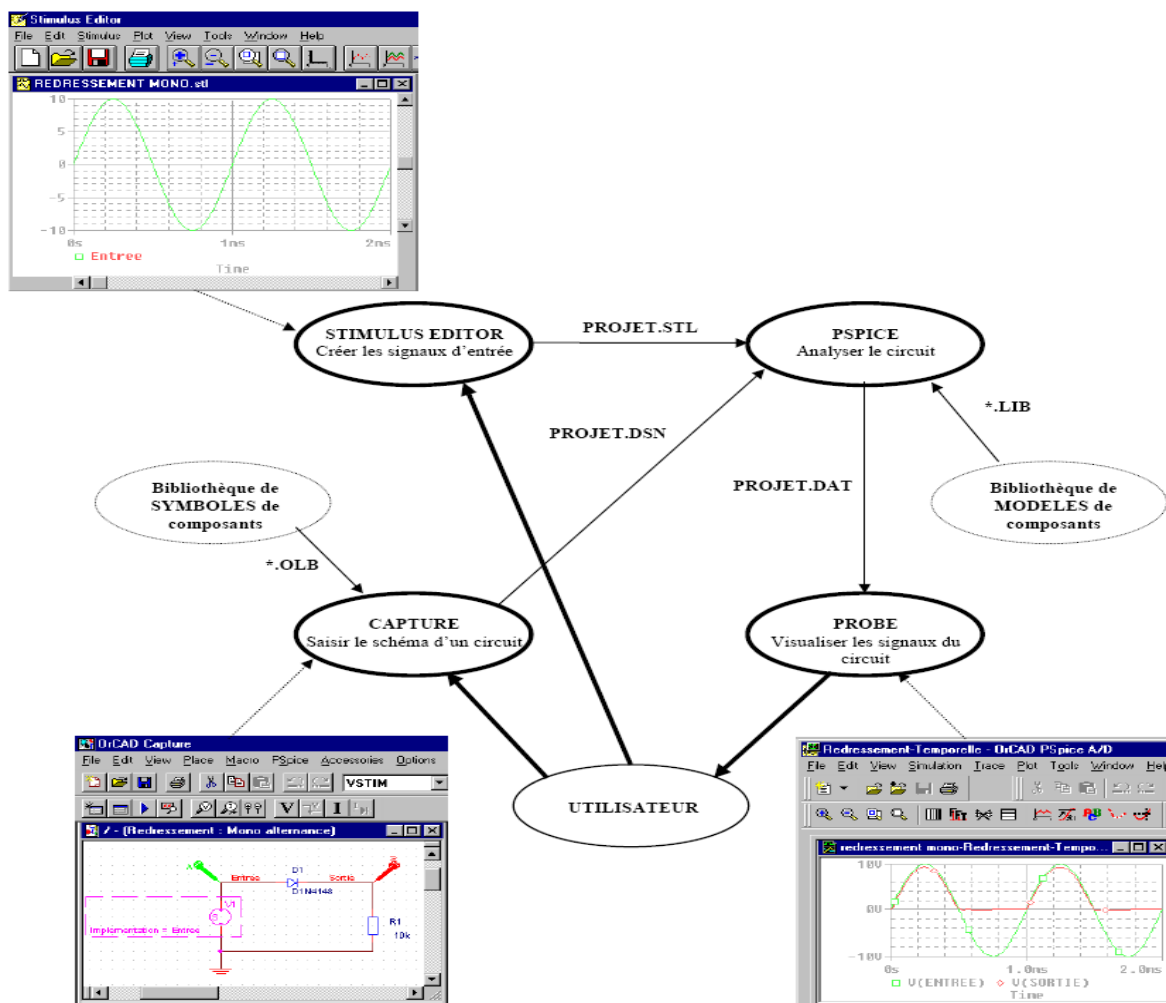 Stimulus Editor
File Edit Stimulus Plot View Tools Window Help
REDRESSEMENT MONO.stl
10
5
0
-5
-10
0s 1ms 2ms
Entree
Time
STIMULUS EDITOR
Créer les signaux d'entrée
PROJET.STL
PSPICE
Analyser le circuit
*.LIB
PROJET.DSN
PROJET.DAT
Bibliothèque de
SYMBOLES de
composants
Bibliothèque de
MODELES de
composants
*.OLB
CAPTURE
Saisir le schéma d'un circuit
PROBE
Visualiser les signaux du
circuit
UTILISATEUR
OrCAD Capture
File Edit View Place Macro PSpice Accessories Options
VSTIM
V I
/ - (Redressement : Mono alternance)
Entrée
D1
D1N4148
Sortie
V1
Implementation = Entree
R1
10k
Redressement-Temporelle - OrCAD PSpice A/D
File Edit View Simulation Trace Plot Tools Window Help
redressement mono-Redressement-Tempo...
10V
0V
-10V
0s 1.0ms 2.0ms
V(ENTREE) V(SORTIE)
Time